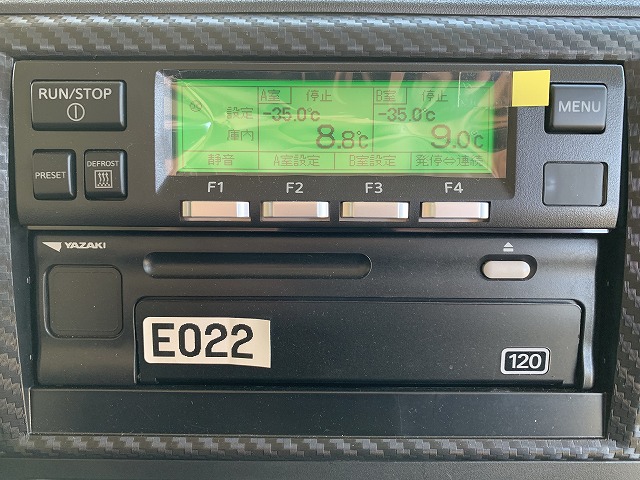 RUN/STOP
A室 停止 B室 停止
設定 -35.0℃ -35.0℃
庫内 8.8℃ 9.0℃
静音 A室設定 B室設定 発停⇔連続
MENU
PRESET
DEFROST
F1 F2 F3 F4
YAZAKI
E022
120